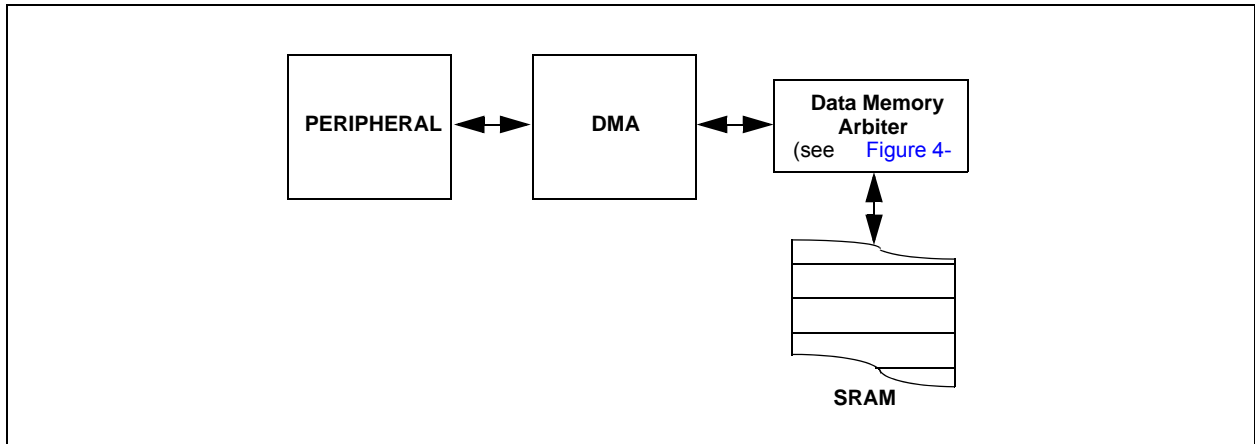 PERIPHERAL
DMA
Data Memory
Arbiter
(see Figure 4-
SRAM